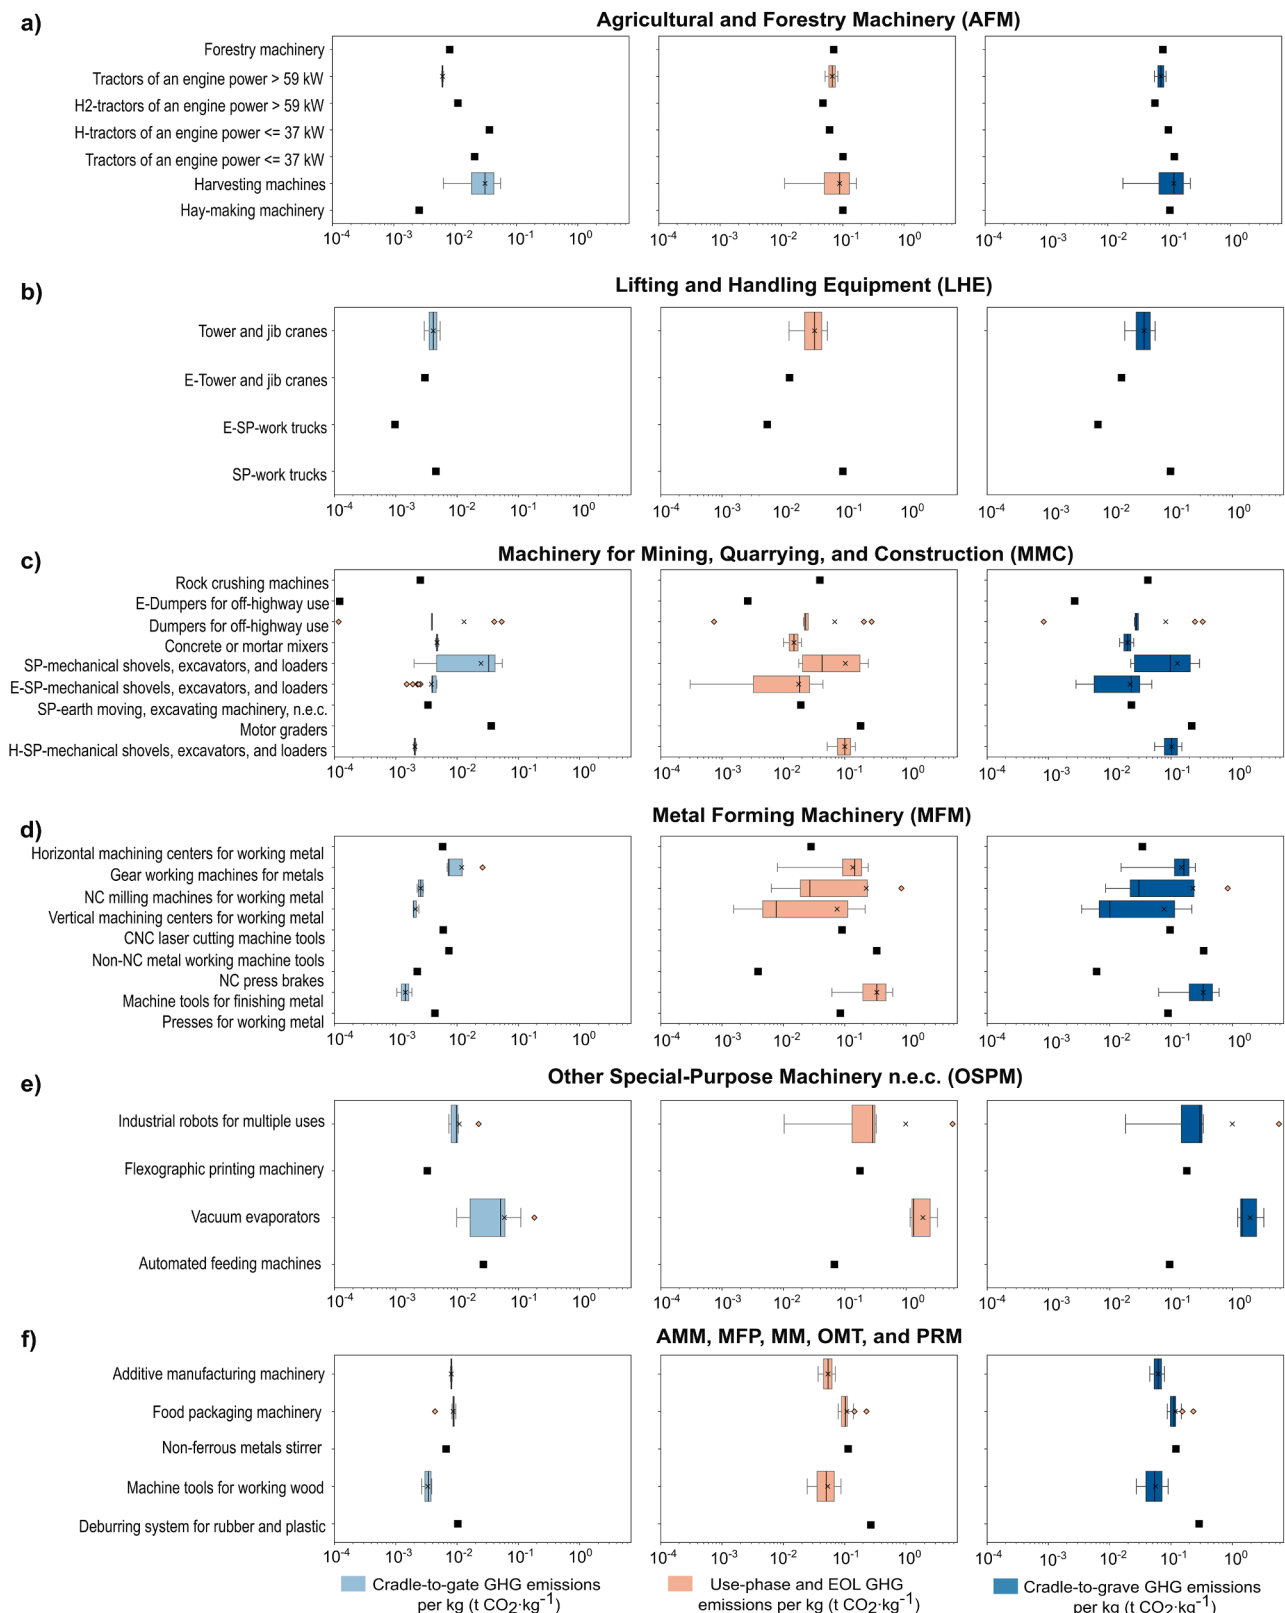 a)
Agricultural and Forestry Machinery (AFM)
Forestry machinery
Tractors of an engine power > 59 kW
H2-tractors of an engine power > 59 kW
H-tractors of an engine power <= 37 kW
Tractors of an engine power <= 37 kW
Harvesting machines
Hay-making machinery
10-4 10-3 10-2 10-1 100 10-4 10-3 10-2 10-1 100 10-4 10-3 10-2 10-1 100
b)
Lifting and Handling Equipment (LHE)
Tower and jib cranes
E-Tower and jib cranes
E-SP-work trucks
SP-work trucks
10-4 10-3 10-2 10-1 100 10-4 10-3 10-2 10-1 100 10-4 10-3 10-2 10-1 100
c)
Machinery for Mining, Quarrying, and Construction (MMC)
Rock crushing machines
E-Dumpers for off-highway use
Dumpers for off-highway use
Concrete or mortar mixers
SP-mechanical shovels, excavators, and loaders
E-SP-mechanical shovels, excavators, and loaders
SP-earth moving, excavating machinery, n.e.c.
Motor graders
H-SP-mechanical shovels, excavators, and loaders
10-4 10-3 10-2 10-1 100 10-4 10-3 10-2 10-1 100 10-4 10-3 10-2 10-1 100
d)
Metal Forming Machinery (MFM)
Horizontal machining centers for working metal
Gear working machines for metals
NC milling machines for working metal
Vertical machining centers for working metal
CNC laser cutting machine tools
Non-NC metal working machine tools
NC press brakes
Machine tools for finishing metal
Presses for working metal
10-4 10-3 10-2 10-1 100 10-4 10-3 10-2 10-1 100 10-4 10-3 10-2 10-1 100
e)
Other Special-Purpose Machinery n.e.c. (OSPM)
Industrial robots for multiple uses
Flexographic printing machinery
Vacuum evaporators
Automated feeding machines
10-4 10-3 10-2 10-1 100 10-4 10-3 10-2 10-1 100 10-4 10-3 10-2 10-1 100
f)
AMM, MFP, MM, OMT, and PRM
Additive manufacturing machinery
Food packaging machinery
Non-ferrous metals stirrer
Machine tools for working wood
Deburring system for rubber and plastic
10-4 10-3 10-2 10-1 100 10-4 10-3 10-2 10-1 100 10-4 10-3 10-2 10-1 100
Cradle-to-gate GHG emissions
per kg (t CO2·kg-1)
Use-phase and EOL GHG
emissions per kg (t CO2·kg-1)
Cradle-to-grave GHG emissions
per kg (t CO2·kg-1)